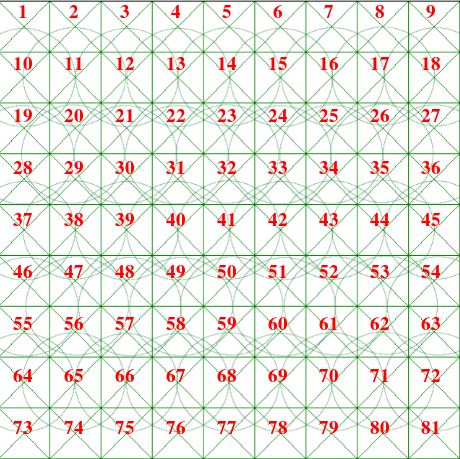 1 2 3 4 5 6 7 8 9
10 11 12 13 14 15 16 17 18
19 20 21 22 23 24 25 26 27
28 29 30 31 32 33 34 35 36
37 38 39 40 41 42 43 44 45
46 47 48 49 50 51 52 53 54
55 56 57 58 59 60 61 62 63
64 65 66 67 68 69 70 71 72
73 74 75 76 77 78 79 80 81